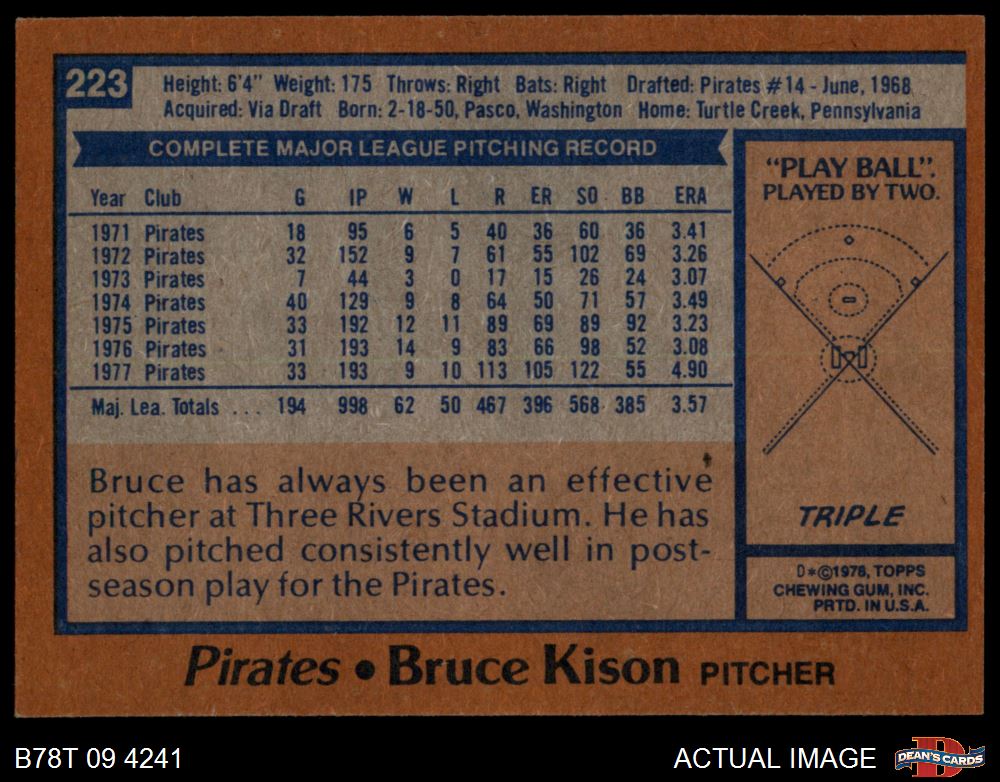 223
Height: 6'4" Weight: 175 Throws: Right Bats: Right Drafted: Pirates #14 - June, 1968
Acquired: Via Draft Born: 2-18-50, Pasco, Washington Home: Turtle Creek, Pennsylvania
COMPLETE MAJOR LEAGUE PITCHING RECORD
Year Club G IP W L R ER SO BB ERA
1971 Pirates 18 95 6 5 40 36 60 36 3.41
1972 Pirates 32 152 9 7 61 55 102 69 3.26
1973 Pirates 7 44 3 0 17 15 26 24 3.07
1974 Pirates 40 129 9 8 64 50 71 57 3.49
1975 Pirates 33 192 12 11 89 69 89 92 3.23
1976 Pirates 31 193 14 9 83 66 98 52 3.08
1977 Pirates 33 193 9 10 113 105 122 55 4.90
Maj. Lea. Totals . . . 194 998 62 50 467 396 568 385 3.57
Bruce has always been an effective
pitcher at Three Rivers Stadium. He has
also pitched consistently well in post-
season play for the Pirates.
"PLAY BALL".
PLAYED BY TWO.
TRIPLE
D*©1978, TOPPS
CHEWING GUM, INC.
PRTD. IN U.S.A.
Pirates • Bruce Kison PITCHER
B78T 09 4241
ACTUAL IMAGE
D
DEAN'S CARDS